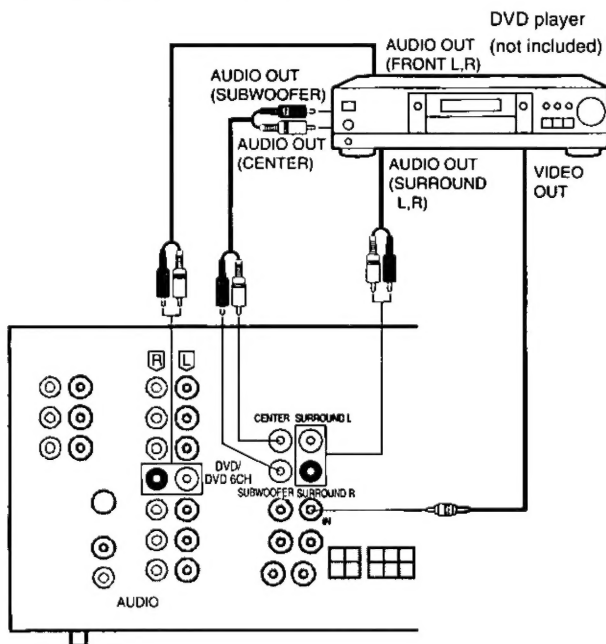 DVD player
(not included)
AUDIO OUT
(FRONT L,R)
AUDIO OUT
(SUBWOOFER)
AUDIO OUT
(CENTER)
AUDIO OUT
(SURROUND
L,R)
VIDEO
OUT
R L
CENTER SURROUND L
DVD/
DVD 6CH
SUBWOOFER SURROUND R
IN
AUDIO